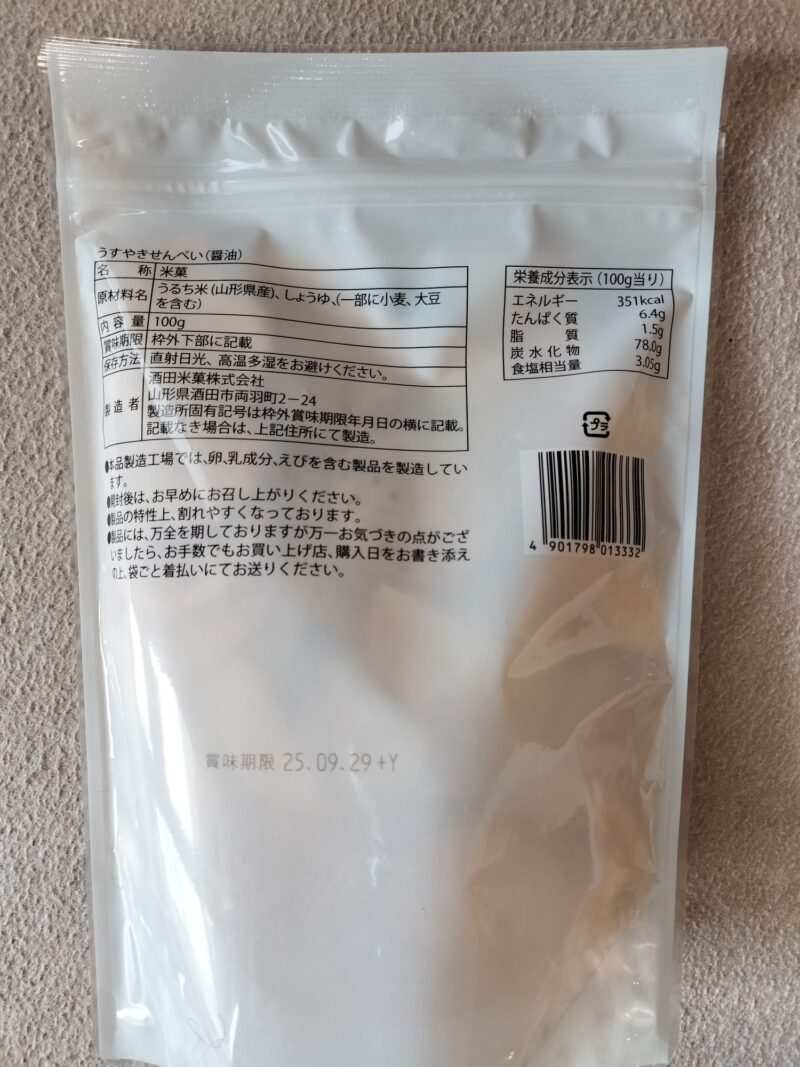 うすやきせんべい(醤油)
名 称 米菓
原材料名 うるち米(山形県産)、しょうゆ、(一部に小麦、大豆
を含む)
内容量 100g
賞味期限 枠外下部に記載
保存方法 直射日光、高温多湿をお避けください。
製造者 酒田米菓株式会社
山形県酒田市両羽町2-24
製造所固有記号は枠外賞味期限年月日の横に記載。
記載なき場合は、上記住所にて製造。
●本品製造工場では、卵、乳成分、えびを含む製品を製造してい
ます。
●開封後は、お早めにお召し上がりください。
●製品の特性上、割れやすくなっております。
●製品には、万全を期しておりますが万一お気づきの点がござ
いましたら、お手数でもお買い上げ店、購入日をお書き添え
の上、袋ごと着払いにてお送りください。
栄養成分表示(100g当り)
エネルギー 351kcal
たんぱく質 6.4g
脂質 1.5g
炭水化物 78.0g
食塩相当量 3.05g
プラ
4 901798 013332
賞味期限 25.09.29+Y